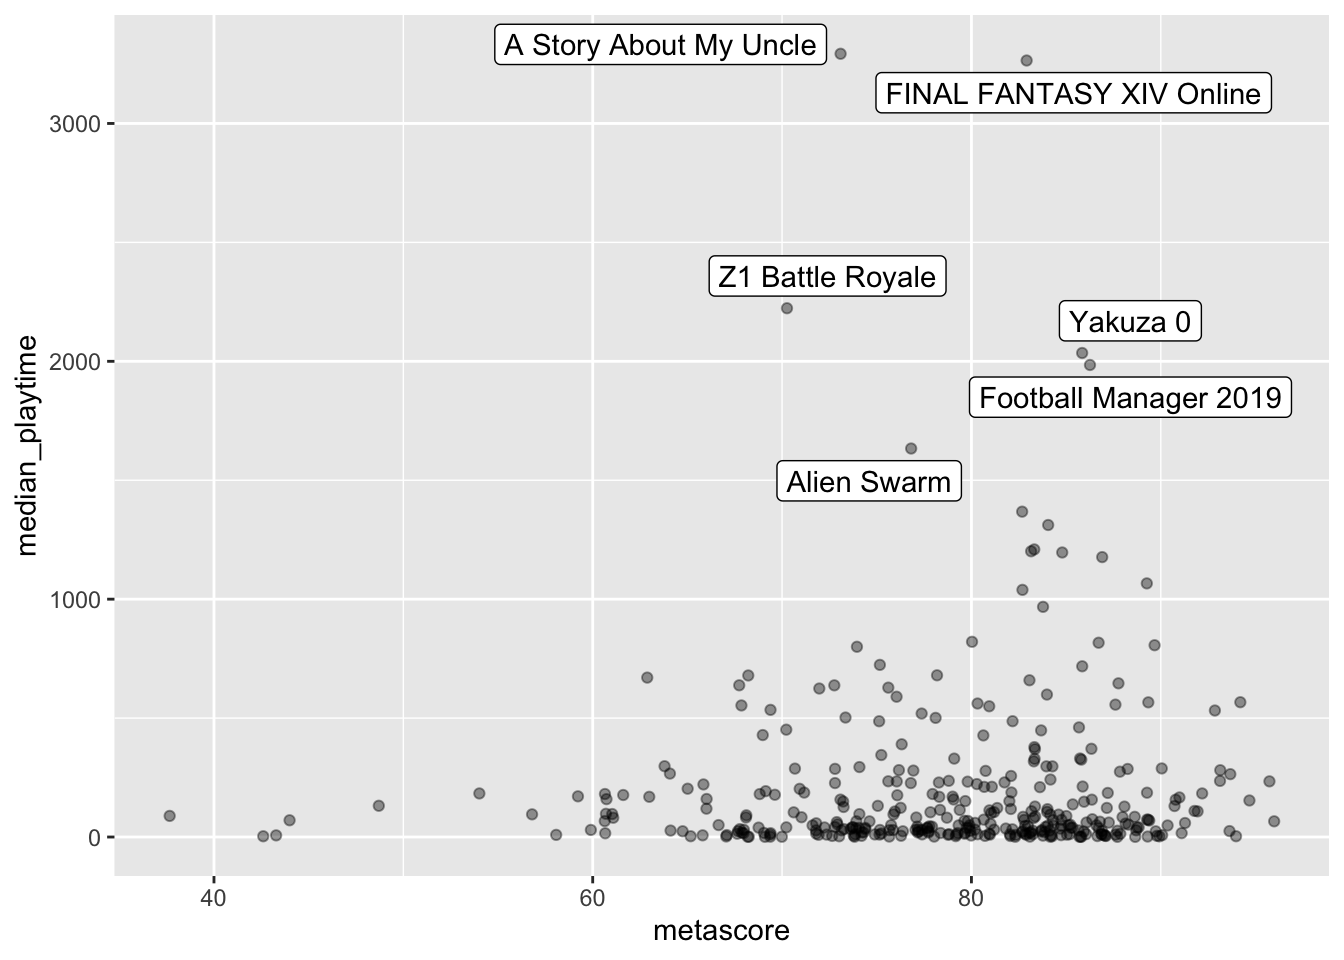 A Story About My Uncle
FINAL FANTASY XIV Online
3000
Z1 Battle Royale
Yakuza 0
2000
Football Manager 2019
Alien Swarm
1000
0
median_playtime
40
60
80
metascore